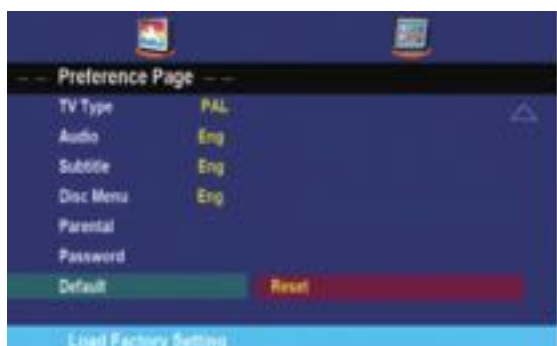 - - Preference Page - -
TV Type PAL
Audio Eng
Subtitle Eng
Disc Menu Eng
Parental
Password
Default Reset
Load Factory Setting